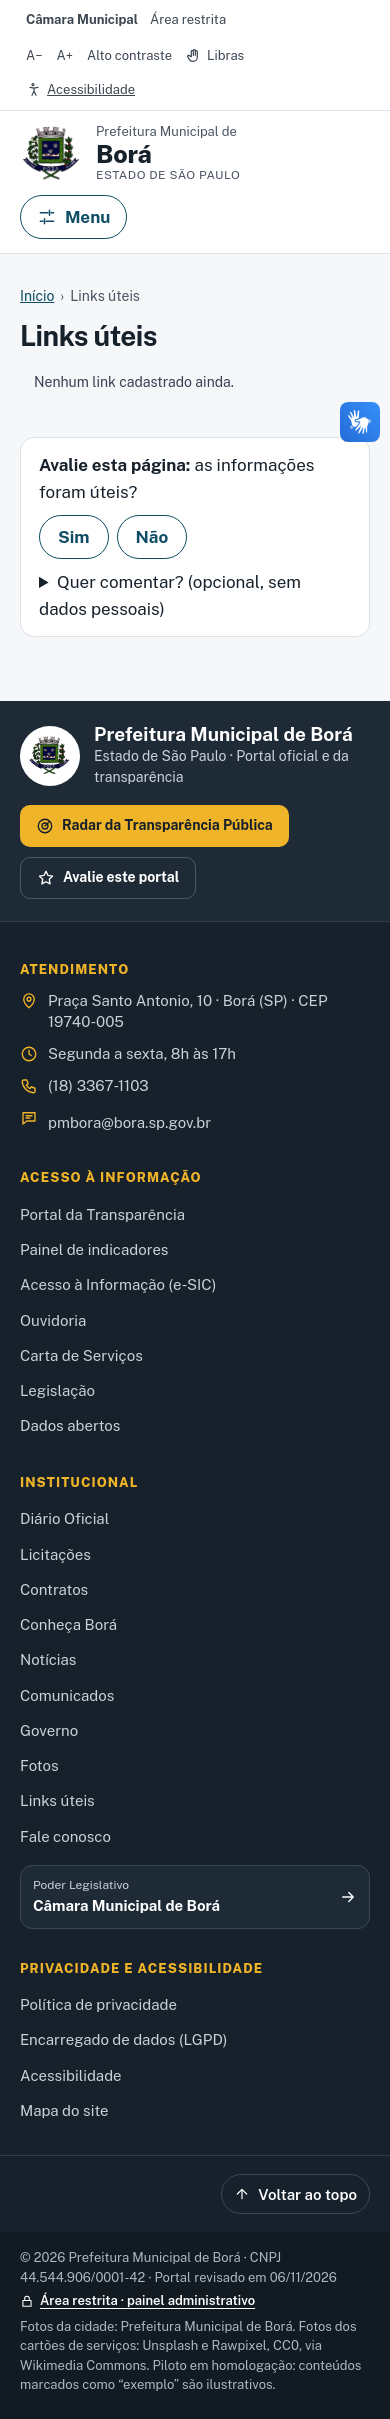 Câmara Municipal Área restrita
A− A+ Alto contraste Libras
Acessibilidade
Prefeitura Municipal de
Borá
ESTADO DE SÃO PAULO
Menu
Início › Links úteis
Links úteis
Nenhum link cadastrado ainda.
Avalie esta página: as informações
foram úteis?
Sim Não
Quer comentar? (opcional, sem
dados pessoais)
Prefeitura Municipal de Borá
Estado de São Paulo · Portal oficial e da
transparência
Radar da Transparência Pública
Avalie este portal
ATENDIMENTO
Praça Santo Antonio, 10 · Borá (SP) · CEP
19740-005
Segunda a sexta, 8h às 17h
(18) 3367-1103
pmbora@bora.sp.gov.br
ACESSO À INFORMAÇÃO
Portal da Transparência
Painel de indicadores
Acesso à Informação (e-SIC)
Ouvidoria
Carta de Serviços
Legislação
Dados abertos
INSTITUCIONAL
Diário Oficial
Licitações
Contratos
Conheça Borá
Notícias
Comunicados
Governo
Fotos
Links úteis
Fale conosco
Poder Legislativo
Câmara Municipal de Borá
PRIVACIDADE E ACESSIBILIDADE
Política de privacidade
Encarregado de dados (LGPD)
Acessibilidade
Mapa do site
Voltar ao topo
© 2026 Prefeitura Municipal de Borá · CNPJ
44.544.906/0001-42 · Portal revisado em 06/11/2026
Área restrita · painel administrativo
Fotos da cidade: Prefeitura Municipal de Borá. Fotos dos
cartões de serviços: Unsplash e Rawpixel, CC0, via
Wikimedia Commons. Piloto em homologação: conteúdos
marcados como “exemplo” são ilustrativos.